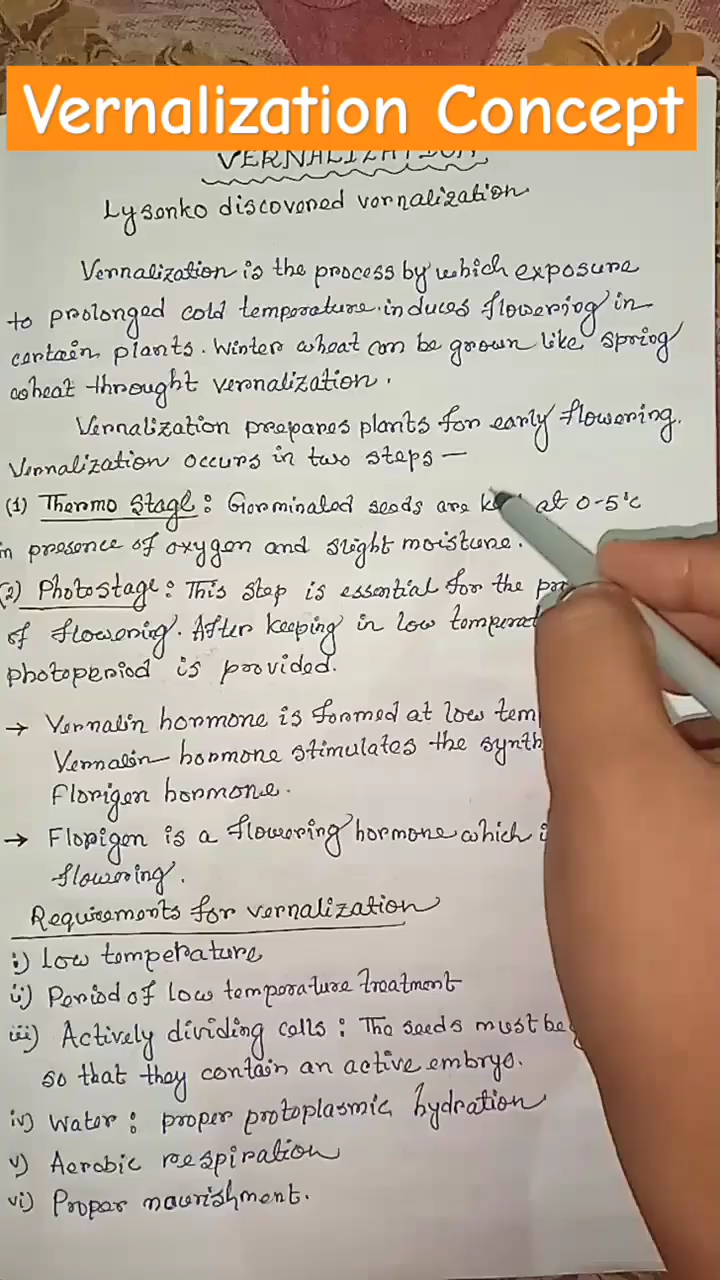 Vernalization Concept
VERNALIZATION
Lysenko discovered vernalization
Vernalization is the process by which exposure
to prolonged cold temperature induces flowering in
certain plants. Winter wheat can be grown like spring
wheat throught vernalization.
Vernalization prepares plants for early flowering.
Vernalization occurs in two steps —
(1) Thermo Stage : Germinated seeds are at 0-5°c
in presence of oxygen and slight moisture.
(2) Photostage : This step is essential for the
of flowering. After keeping in low
photoperiod is provided.
→ Vernalin hormone is formed at low
Vernalin hormone stimulates the
Florigen hormone.
→ Florigen is a flowering hormone which
flowering.
Requirements for vernalization
i) Low temperature
ii) Period of low temperature treatment
iii) Actively dividing cells : The seeds must be
so that they contain an active embryo.
iv) Water : proper protoplasmic hydration
v) Aerobic respiration
vi) Proper nourishment.